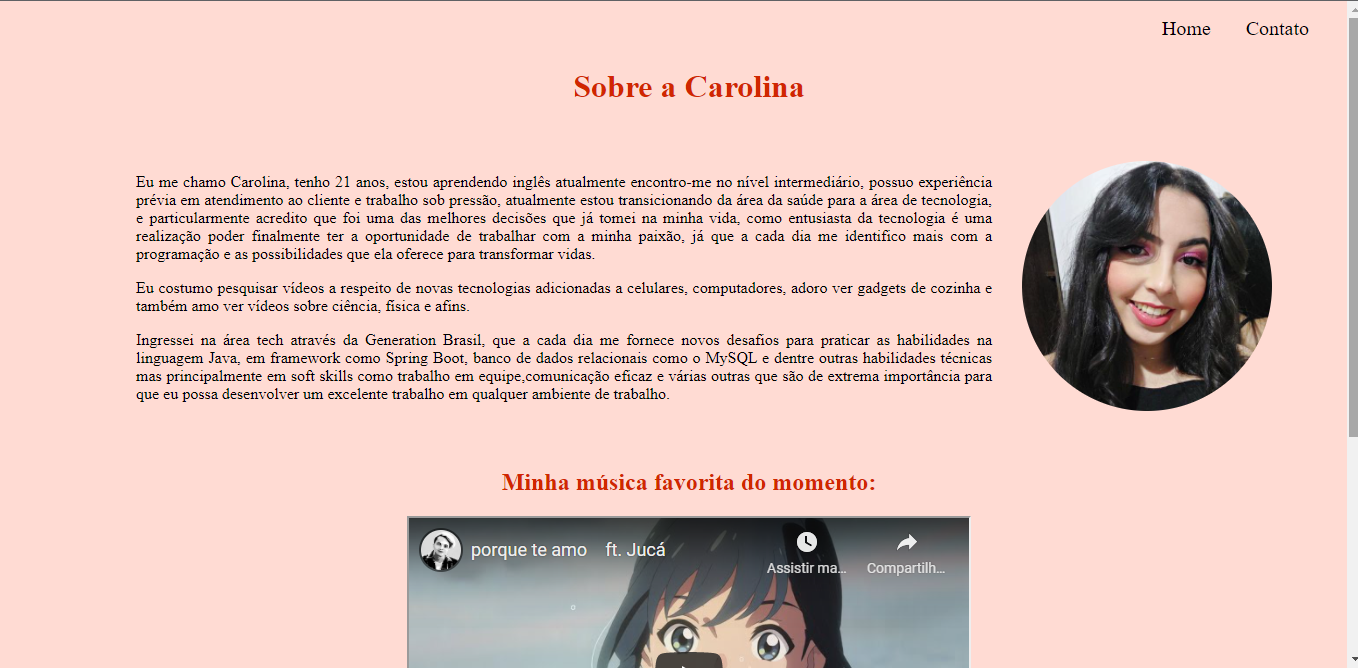 Home Contato
Sobre a Carolina
Eu me chamo Carolina, tenho 21 anos, estou aprendendo inglês atualmente encontro-me no nível intermediário, possuo experiência
prévia em atendimento ao cliente e trabalho sob pressão, atualmente estou transicionando da área da saúde para a área de tecnologia,
e particularmente acredito que foi uma das melhores decisões que já tomei na minha vida, como entusiasta da tecnologia é uma
realização poder finalmente ter a oportunidade de trabalhar com a minha paixão, já que a cada dia me identifico mais com a
programação e as possibilidades que ela oferece para transformar vidas.
Eu costumo pesquisar vídeos a respeito de novas tecnologias adicionadas a celulares, computadores, adoro ver gadgets de cozinha e
também amo ver vídeos sobre ciência, física e afins.
Ingressei na área tech através da Generation Brasil, que a cada dia me fornece novos desafios para praticar as habilidades na
linguagem Java, em framework como Spring Boot, banco de dados relacionais como o MySQL e dentre outras habilidades técnicas
mas principalmente em soft skills como trabalho em equipe,comunicação eficaz e várias outras que são de extrema importância para
que eu possa desenvolver um excelente trabalho em qualquer ambiente de trabalho.
Minha música favorita do momento:
porque te amo ft. Jucá
Assistir ma... Compartilh...